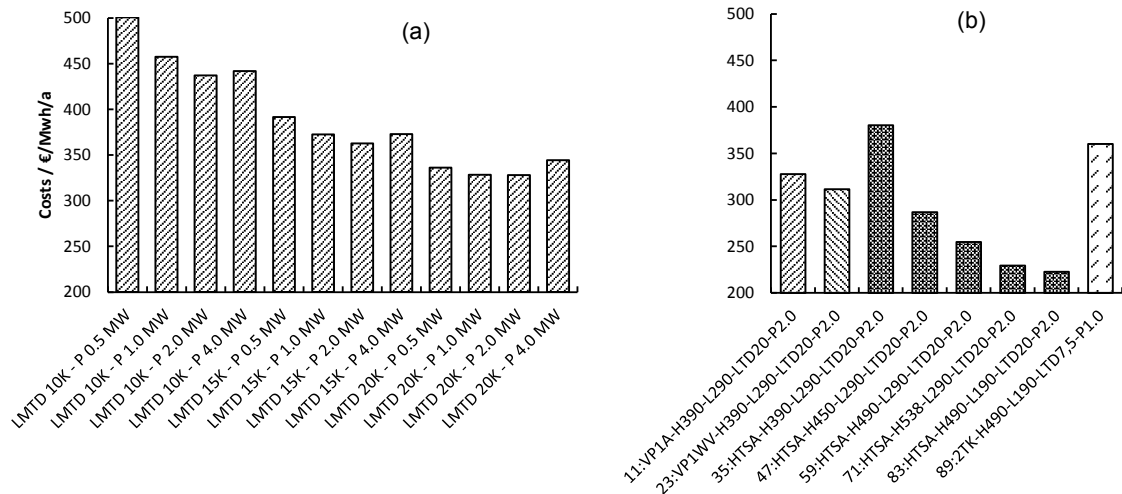 (a)
Costs / €/Mwh/a
500
450
400
350
300
250
200
LMTD 10K - P 0.5 MW
LMTD 10K - P 1.0 MW
LMTD 10K - P 2.0 MW
LMTD 10K - P 4.0 MW
LMTD 15K - P 0.5 MW
LMTD 15K - P 1.0 MW
LMTD 15K - P 2.0 MW
LMTD 15K - P 4.0 MW
LMTD 20K - P 0.5 MW
LMTD 20K - P 1.0 MW
LMTD 20K - P 2.0 MW
LMTD 20K - P 4.0 MW
(b)
500
450
400
350
300
250
200
11:VP1A-H390-L290-LTD20-P2.0
23:VP1WV-H390-L290-LTD20-P2.0
35:HTSA-H390-L290-LTD20-P2.0
47:HTSA-H450-L290-LTD20-P2.0
59:HTSA-H490-L290-LTD20-P2.0
71:HTSA-H538-L290-LTD20-P2.0
83:HTSA-H490-L190-LTD20-P2.0
89:2TK-H490-L190-LTD7,5-P1.0